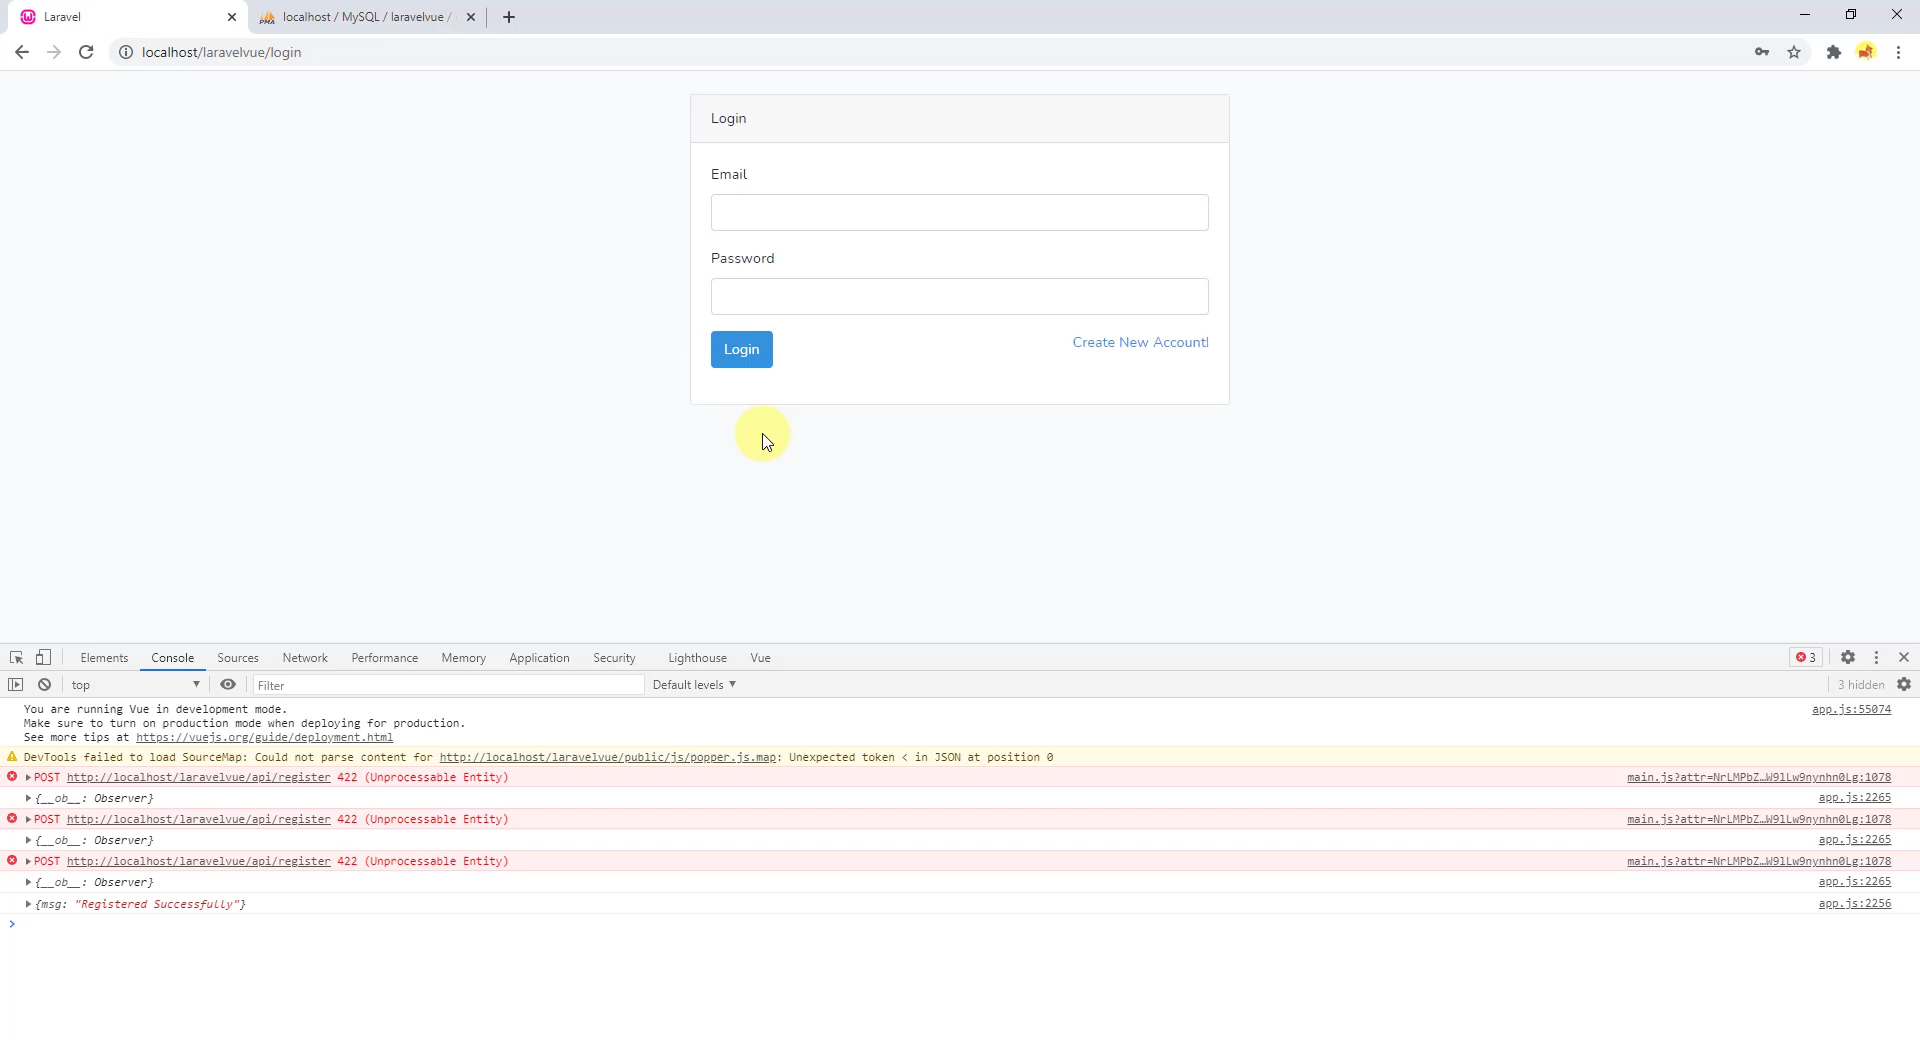 Laravel
PMA localhost / MySQL / laravelvue /
localhost/laravelvue/login
Login
Email
Password
Login
Create New Account!
Elements Console Sources Network Performance Memory Application Security Lighthouse Vue 3
top Filter Default levels 3 hidden
You are running Vue in development mode. app.js:55074
Make sure to turn on production mode when deploying for production.
See more tips at https://vuejs.org/guide/deployment.html
DevTools failed to load SourceMap: Could not parse content for http://localhost/laravelvue/public/js/popper.js.map: Unexpected token < in JSON at position 0
POST http://localhost/laravelvue/api/register 422 (Unprocessable Entity) main.js?attr=NrLMPbZ…W9lLw9nynhn0Lg:1078
{__ob__: Observer} app.js:2265
POST http://localhost/laravelvue/api/register 422 (Unprocessable Entity) main.js?attr=NrLMPbZ…W9lLw9nynhn0Lg:1078
{__ob__: Observer} app.js:2265
POST http://localhost/laravelvue/api/register 422 (Unprocessable Entity) main.js?attr=NrLMPbZ…W9lLw9nynhn0Lg:1078
{__ob__: Observer} app.js:2265
{msg: "Registered Successfully"} app.js:2256